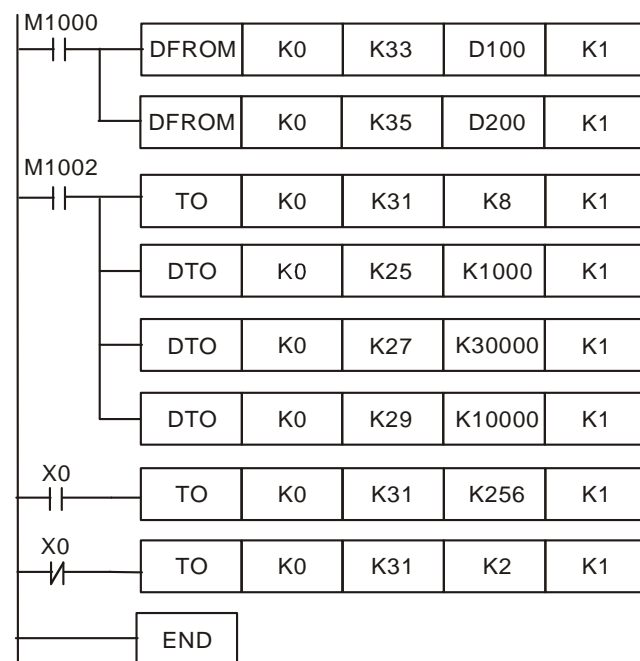 M1000
DFROM K0 K33 D100 K1
DFROM K0 K35 D200 K1
M1002
TO K0 K31 K8 K1
DTO K0 K25 K1000 K1
DTO K0 K27 K30000 K1
DTO K0 K29 K10000 K1
X0
TO K0 K31 K256 K1
X0
TO K0 K31 K2 K1
END